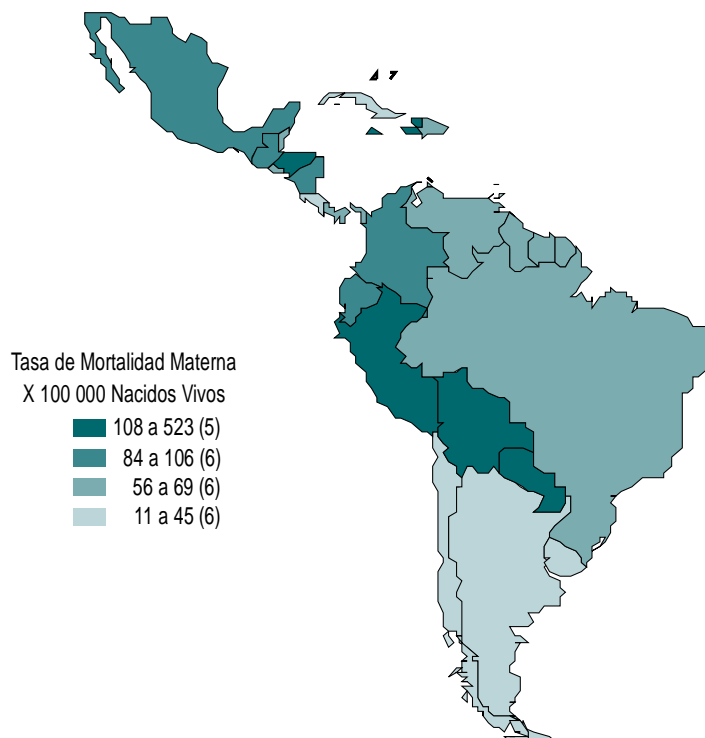 Tasa de Mortalidad Materna
X 100 000 Nacidos Vivos
108 a 523 (5)
84 a 106 (6)
56 a 69 (6)
11 a 45 (6)